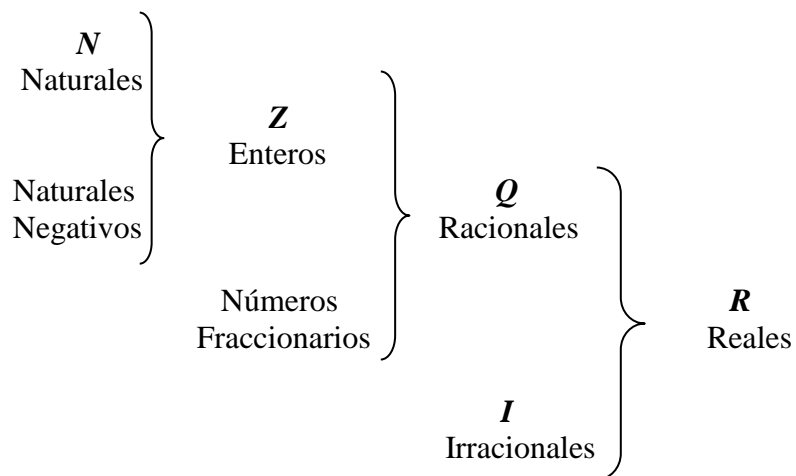 N
Naturales
Z
Enteros
Naturales
Negativos
Q
Racionales
Números
Fraccionarios
R
Reales
I
Irracionales